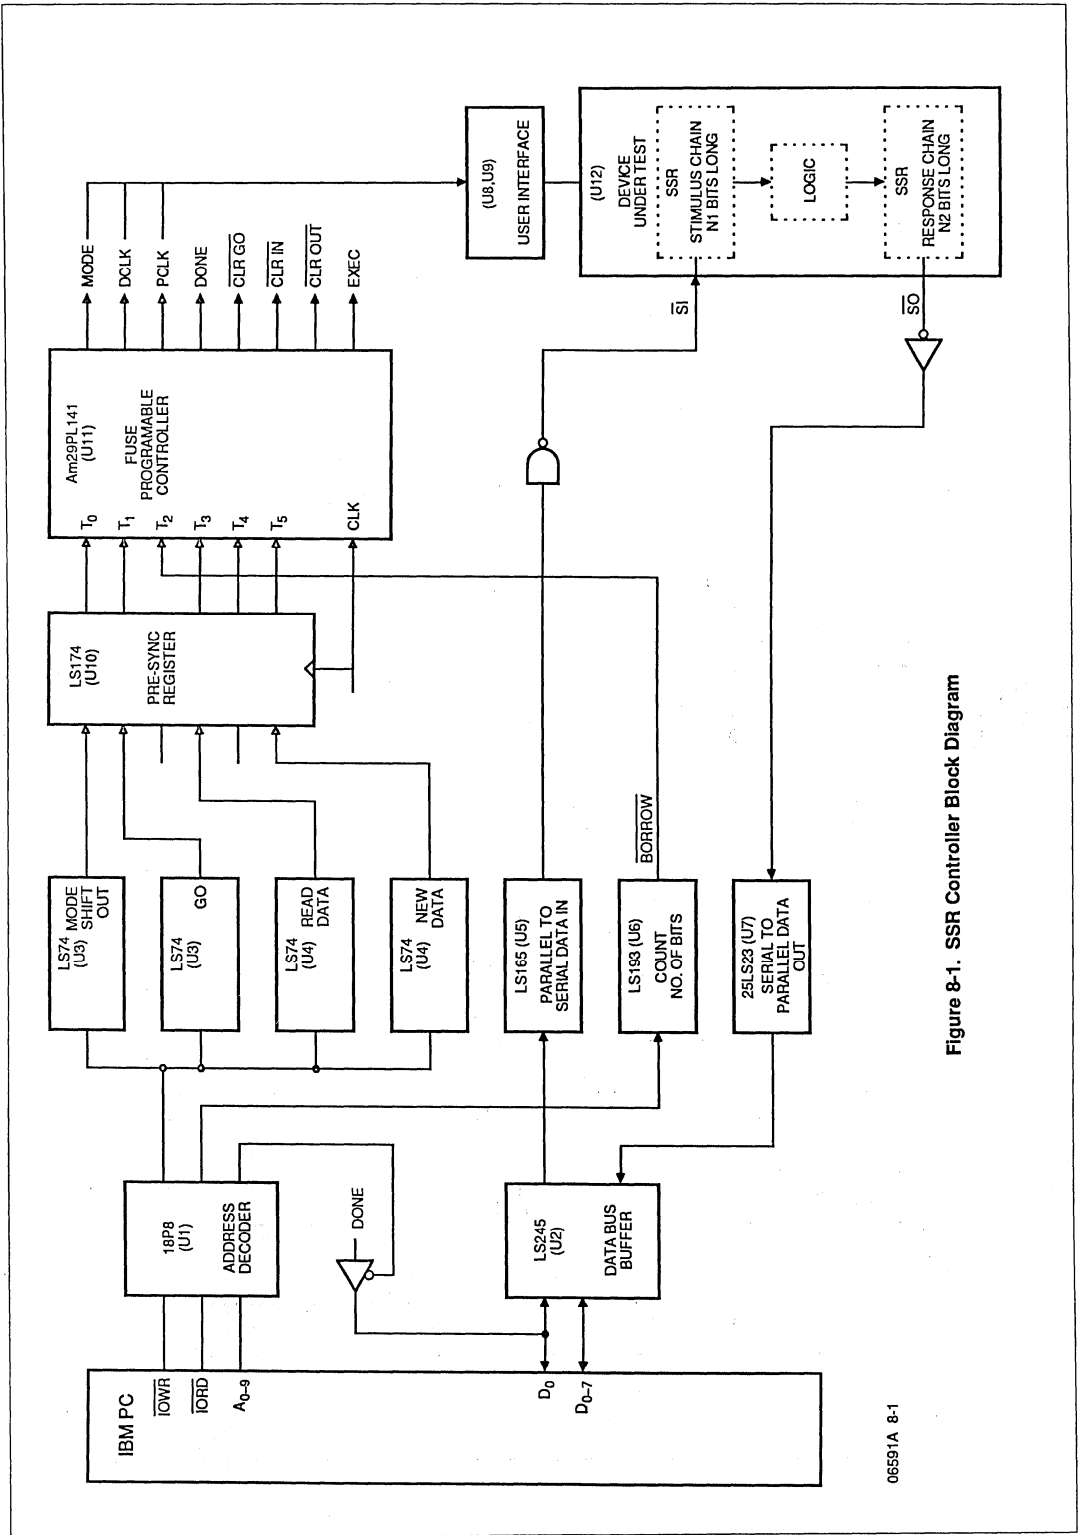 IBM PC
IOWR
IORD
A0–9
D0
D0–7
18P8
(U1)
ADDRESS
DECODER
DONE
LS245
(U2)
DATA BUS
BUFFER
LS74
(U3)
MODE
SHIFT
OUT
LS74
(U3)
GO
LS74
(U4)
READ
DATA
LS74
(U4)
NEW
DATA
LS165 (U5)
PARALLEL TO
SERIAL DATA IN
LS193 (U6)
COUNT
NO. OF BITS
BORROW
25LS23 (U7)
SERIAL TO
PARALLEL DATA
OUT
LS174
(U10)
PRE-SYNC
REGISTER
Am29PL141
(U11)
FUSE
PROGRAMABLE
CONTROLLER
T0
T1
T2
T3
T4
T5
CLK
MODE
DCLK
PCLK
DONE
CLR GO
CLR IN
CLR OUT
EXEC
(U8,U9)
USER INTERFACE
(U12)
DEVICE
UNDER TEST
SSR
STIMULUS CHAIN
N1 BITS LONG
LOGIC
SSR
RESPONSE CHAIN
N2 BITS LONG
SI
SO
06591A 8-1
Figure 8-1. SSR Controller Block Diagram